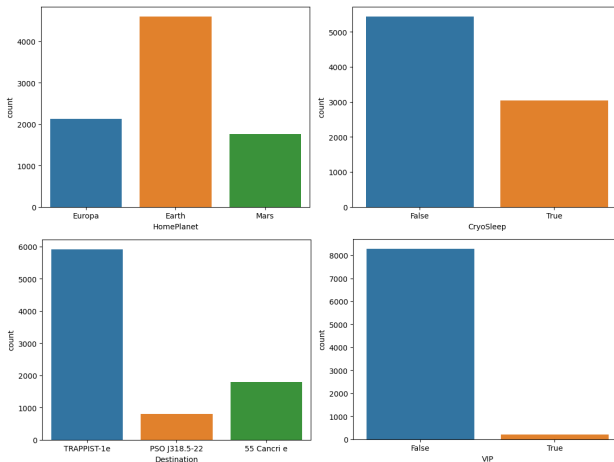 4000
3000
2000
1000
0
count
Europa Earth Mars
HomePlanet
5000
4000
3000
2000
1000
0
count
False True
CryoSleep
6000
5000
4000
3000
2000
1000
0
count
TRAPPIST-1e PSO J318.5-22 55 Cancri e
Destination
8000
7000
6000
5000
4000
3000
2000
1000
0
count
False True
VIP